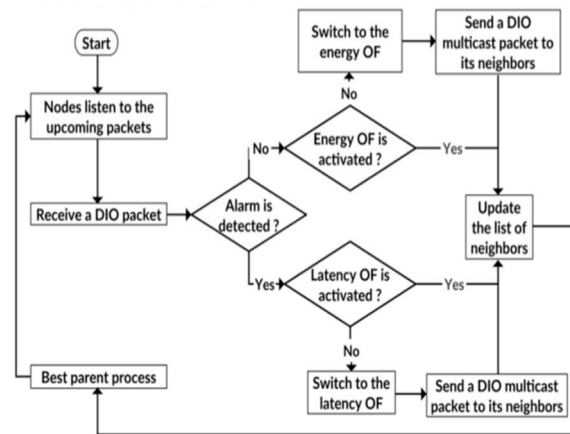 Start
Nodes listen to the
upcoming packets
Receive a DIO packet
Alarm is
detected ?
No
Energy OF is
activated ?
No
Switch to the
energy OF
Send a DIO
multicast packet to
its neighbors
Yes
Update
the list of
neighbors
Yes
Latency OF is
activated ?
Yes
No
Switch to the
latency OF
Send a DIO multicast
packet to its neighbors
Best parent process